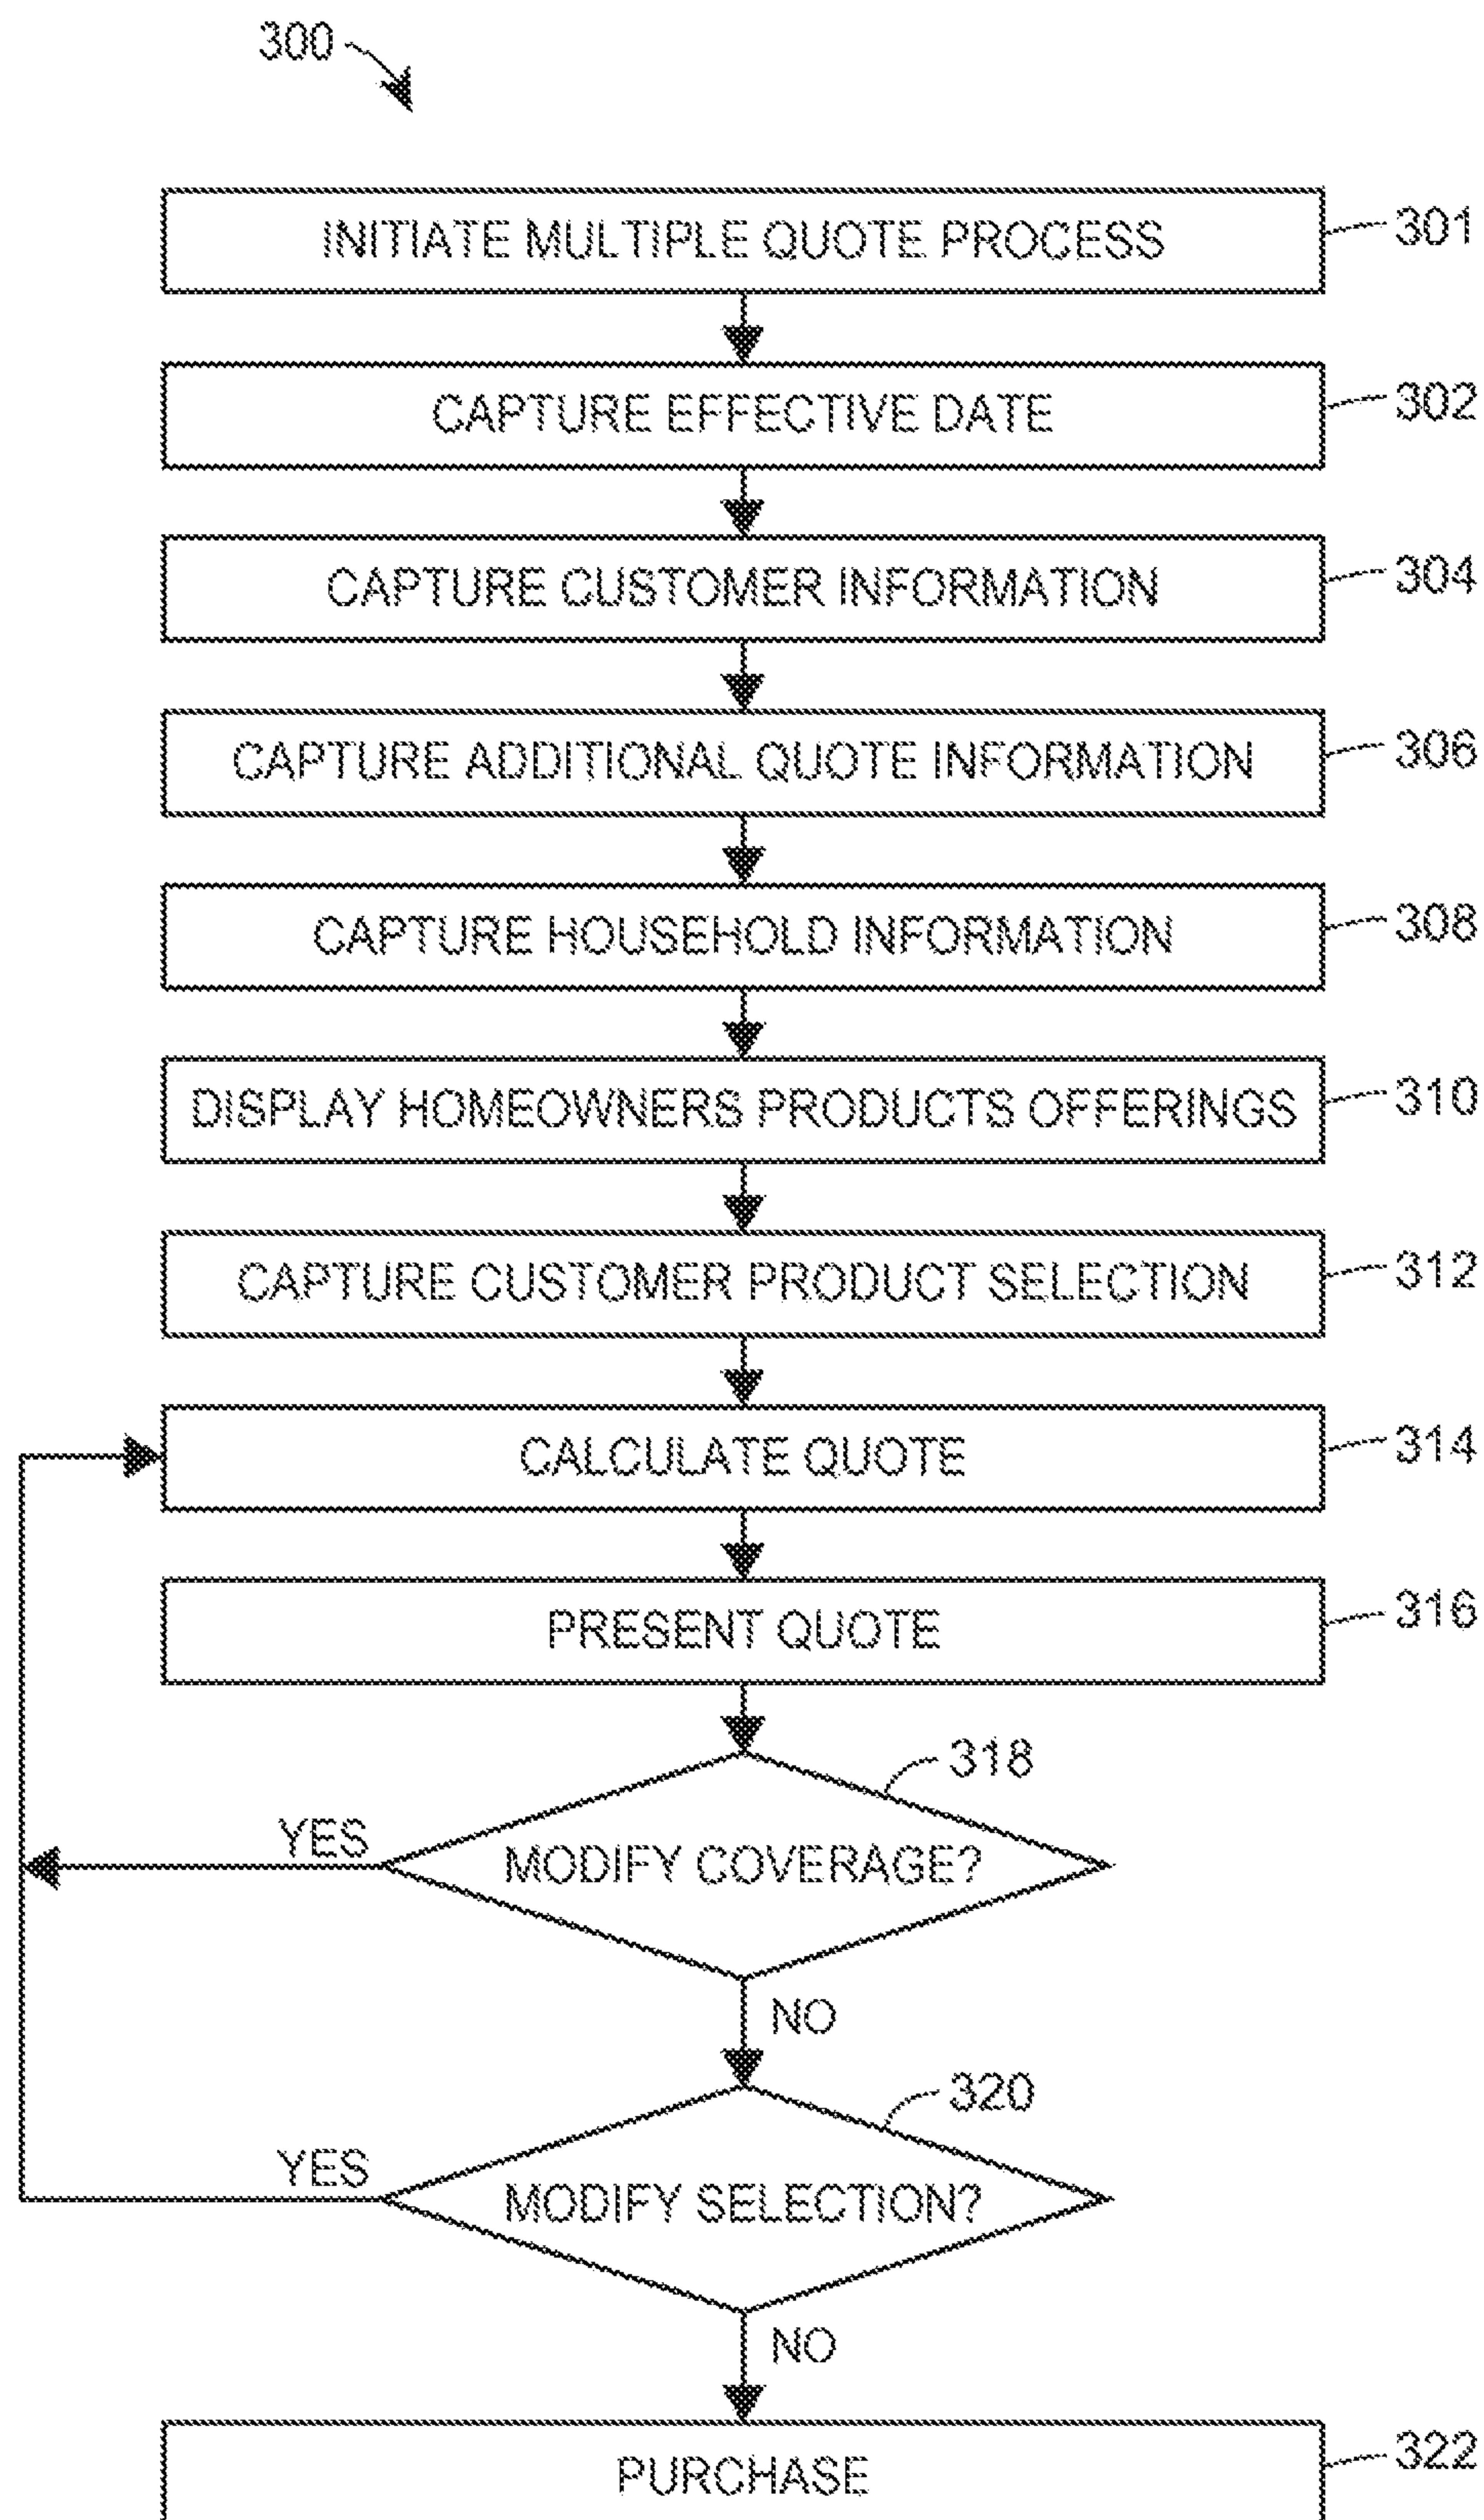 300
INITIATE MULTIPLE QUOTE PROCESS 301
CAPTURE EFFECTIVE DATE 302
CAPTURE CUSTOMER INFORMATION 304
CAPTURE ADDITIONAL QUOTE INFORMATION 306
CAPTURE HOUSEHOLD INFORMATION 308
DISPLAY HOMEOWNERS PRODUCTS OFFERINGS 310
CAPTURE CUSTOMER PRODUCT SELECTION 312
CALCULATE QUOTE 314
PRESENT QUOTE 316
318
YES
MODIFY COVERAGE?
NO
320
YES
MODIFY SELECTION?
NO
PURCHASE 322